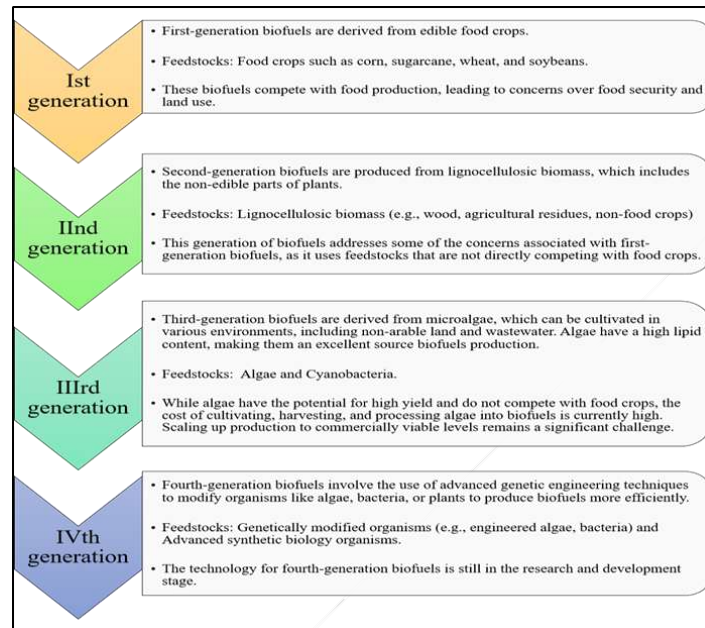 Ist
generation
• First-generation biofuels are derived from edible food crops.
• Feedstocks: Food crops such as corn, sugarcane, wheat, and soybeans.
• These biofuels compete with food production, leading to concerns over food security and
land use.
IInd
generation
• Second-generation biofuels are produced from lignocellulosic biomass, which includes
the non-edible parts of plants.
• Feedstocks: Lignocellulosic biomass (e.g., wood, agricultural residues, non-food crops)
• This generation of biofuels addresses some of the concerns associated with first-
generation biofuels, as it uses feedstocks that are not directly competing with food crops.
IIIrd
generation
• Third-generation biofuels are derived from microalgae, which can be cultivated in
various environments, including non-arable land and wastewater. Algae have a high lipid
content, making them an excellent source biofuels production.
• Feedstocks: Algae and Cyanobacteria.
• While algae have the potential for high yield and do not compete with food crops, the
cost of cultivating, harvesting, and processing algae into biofuels is currently high.
Scaling up production to commercially viable levels remains a significant challenge.
IVth
generation
• Fourth-generation biofuels involve the use of advanced genetic engineering techniques
to modify organisms like algae, bacteria, or plants to produce biofuels more efficiently.
• Feedstocks: Genetically modified organisms (e.g., engineered algae, bacteria) and
Advanced synthetic biology organisms.
• The technology for fourth-generation biofuels is still in the research and development
stage.